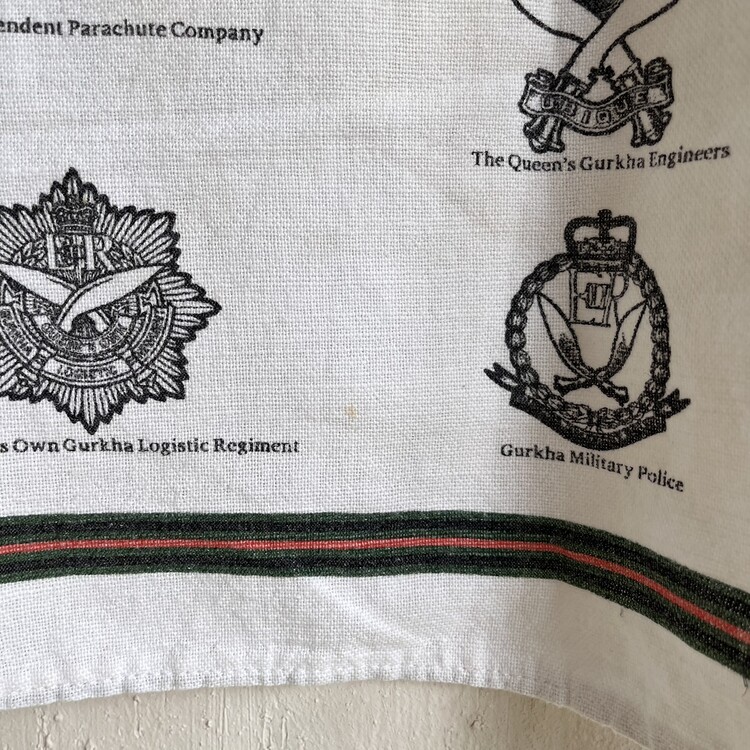 endent Parachute Company
UBIQUE
The Queen's Gurkha Engineers
s Own Gurkha Logistic Regiment
Gurkha Military Police